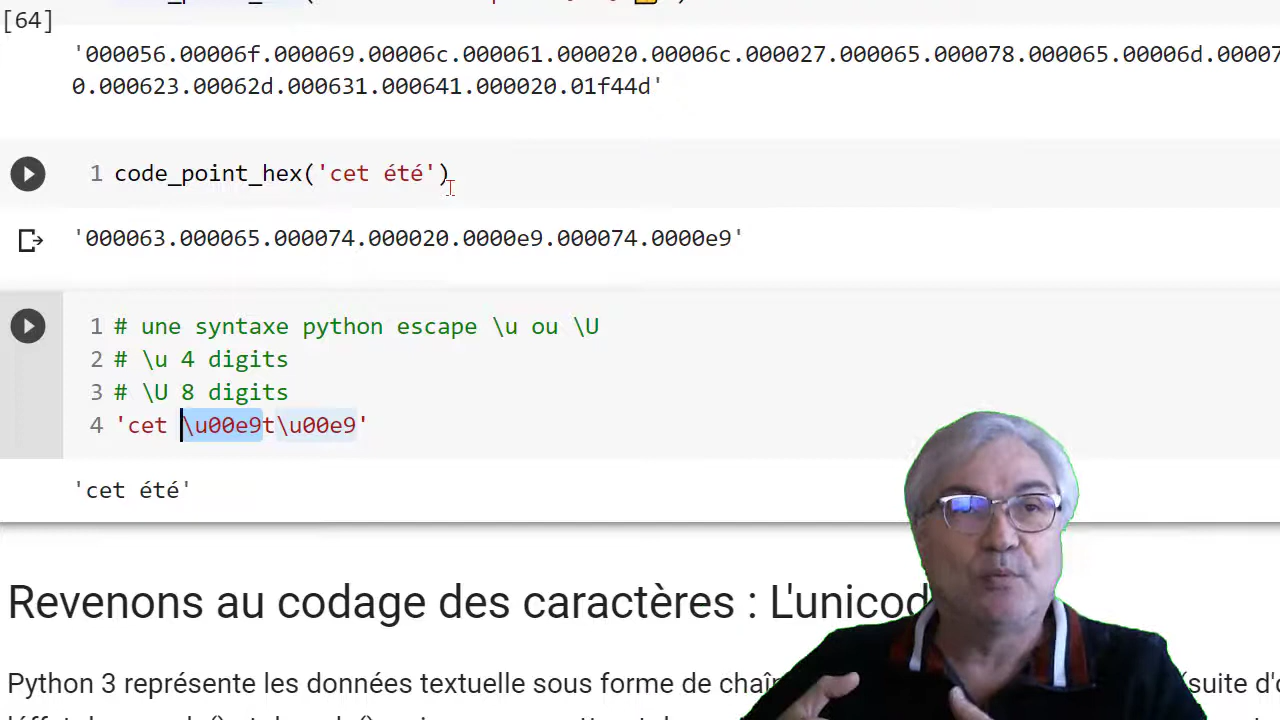 [64]
'000056.00006f.000069.00006c.000061.000020.00006c.000027.000065.000078.000065.00006d.00007
0.000623.00062d.000631.000641.000020.01f44d'
1 code_point_hex('cet été')
'000063.000065.000074.000020.0000e9.000074.0000e9'
1 # une syntaxe python escape \u ou \U
2 # \u 4 digits
3 # \U 8 digits
4 'cet \u00e9t\u00e9'
'cet été'
Revenons au codage des caractères : L'unicod
Python 3 représente les données textuelle sous forme de chaîn (suite d'o